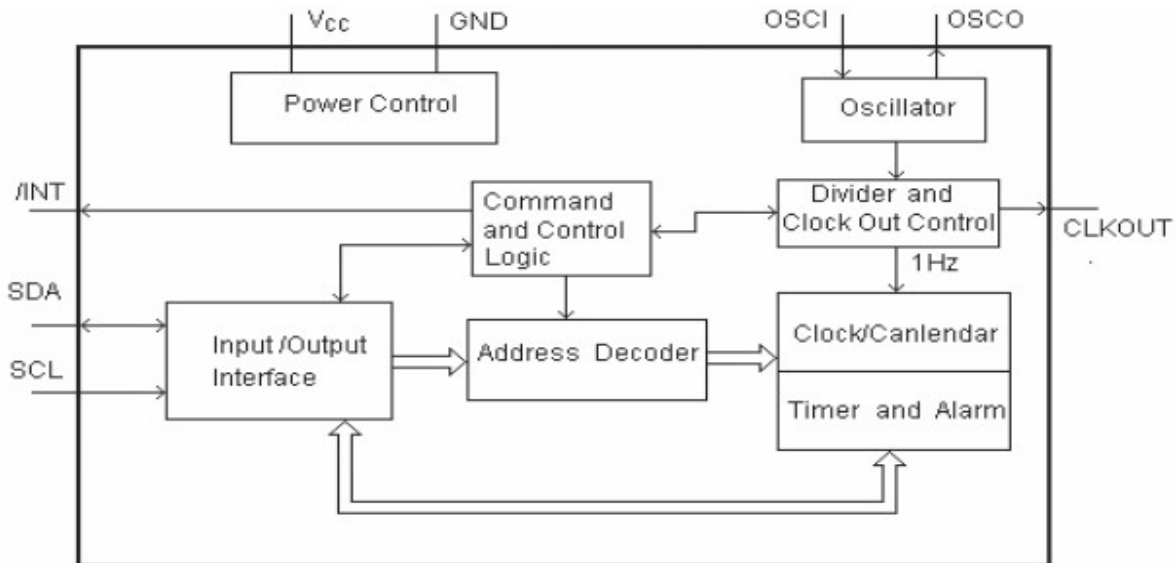 VCC
GND
OSCI
OSCO
Power Control
Oscillator
/INT
Command
and Control
Logic
Divider and
Clock Out Control
CLKOUT
1Hz
SDA
SCL
Input /Output
Interface
Address Decoder
Clock/Canlendar
Timer and Alarm